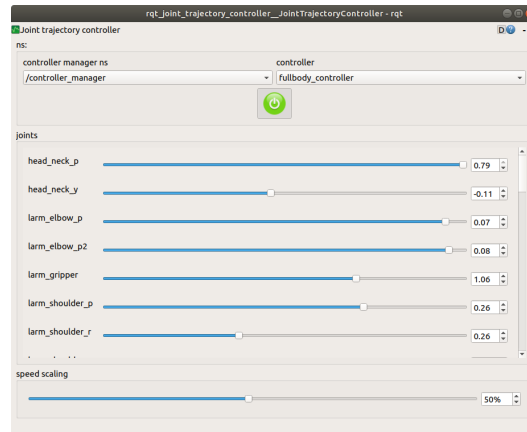 rqt_joint_trajectory_controller__JointTrajectoryController - rqt
Joint trajectory controller
D
ns:
controller manager ns
controller
/controller_manager
fullbody_controller
joints
head_neck_p
0.79
head_neck_y
-0.11
larm_elbow_p
0.07
larm_elbow_p2
0.08
larm_gripper
1.06
larm_shoulder_p
0.26
larm_shoulder_r
0.26
speed scaling
50%